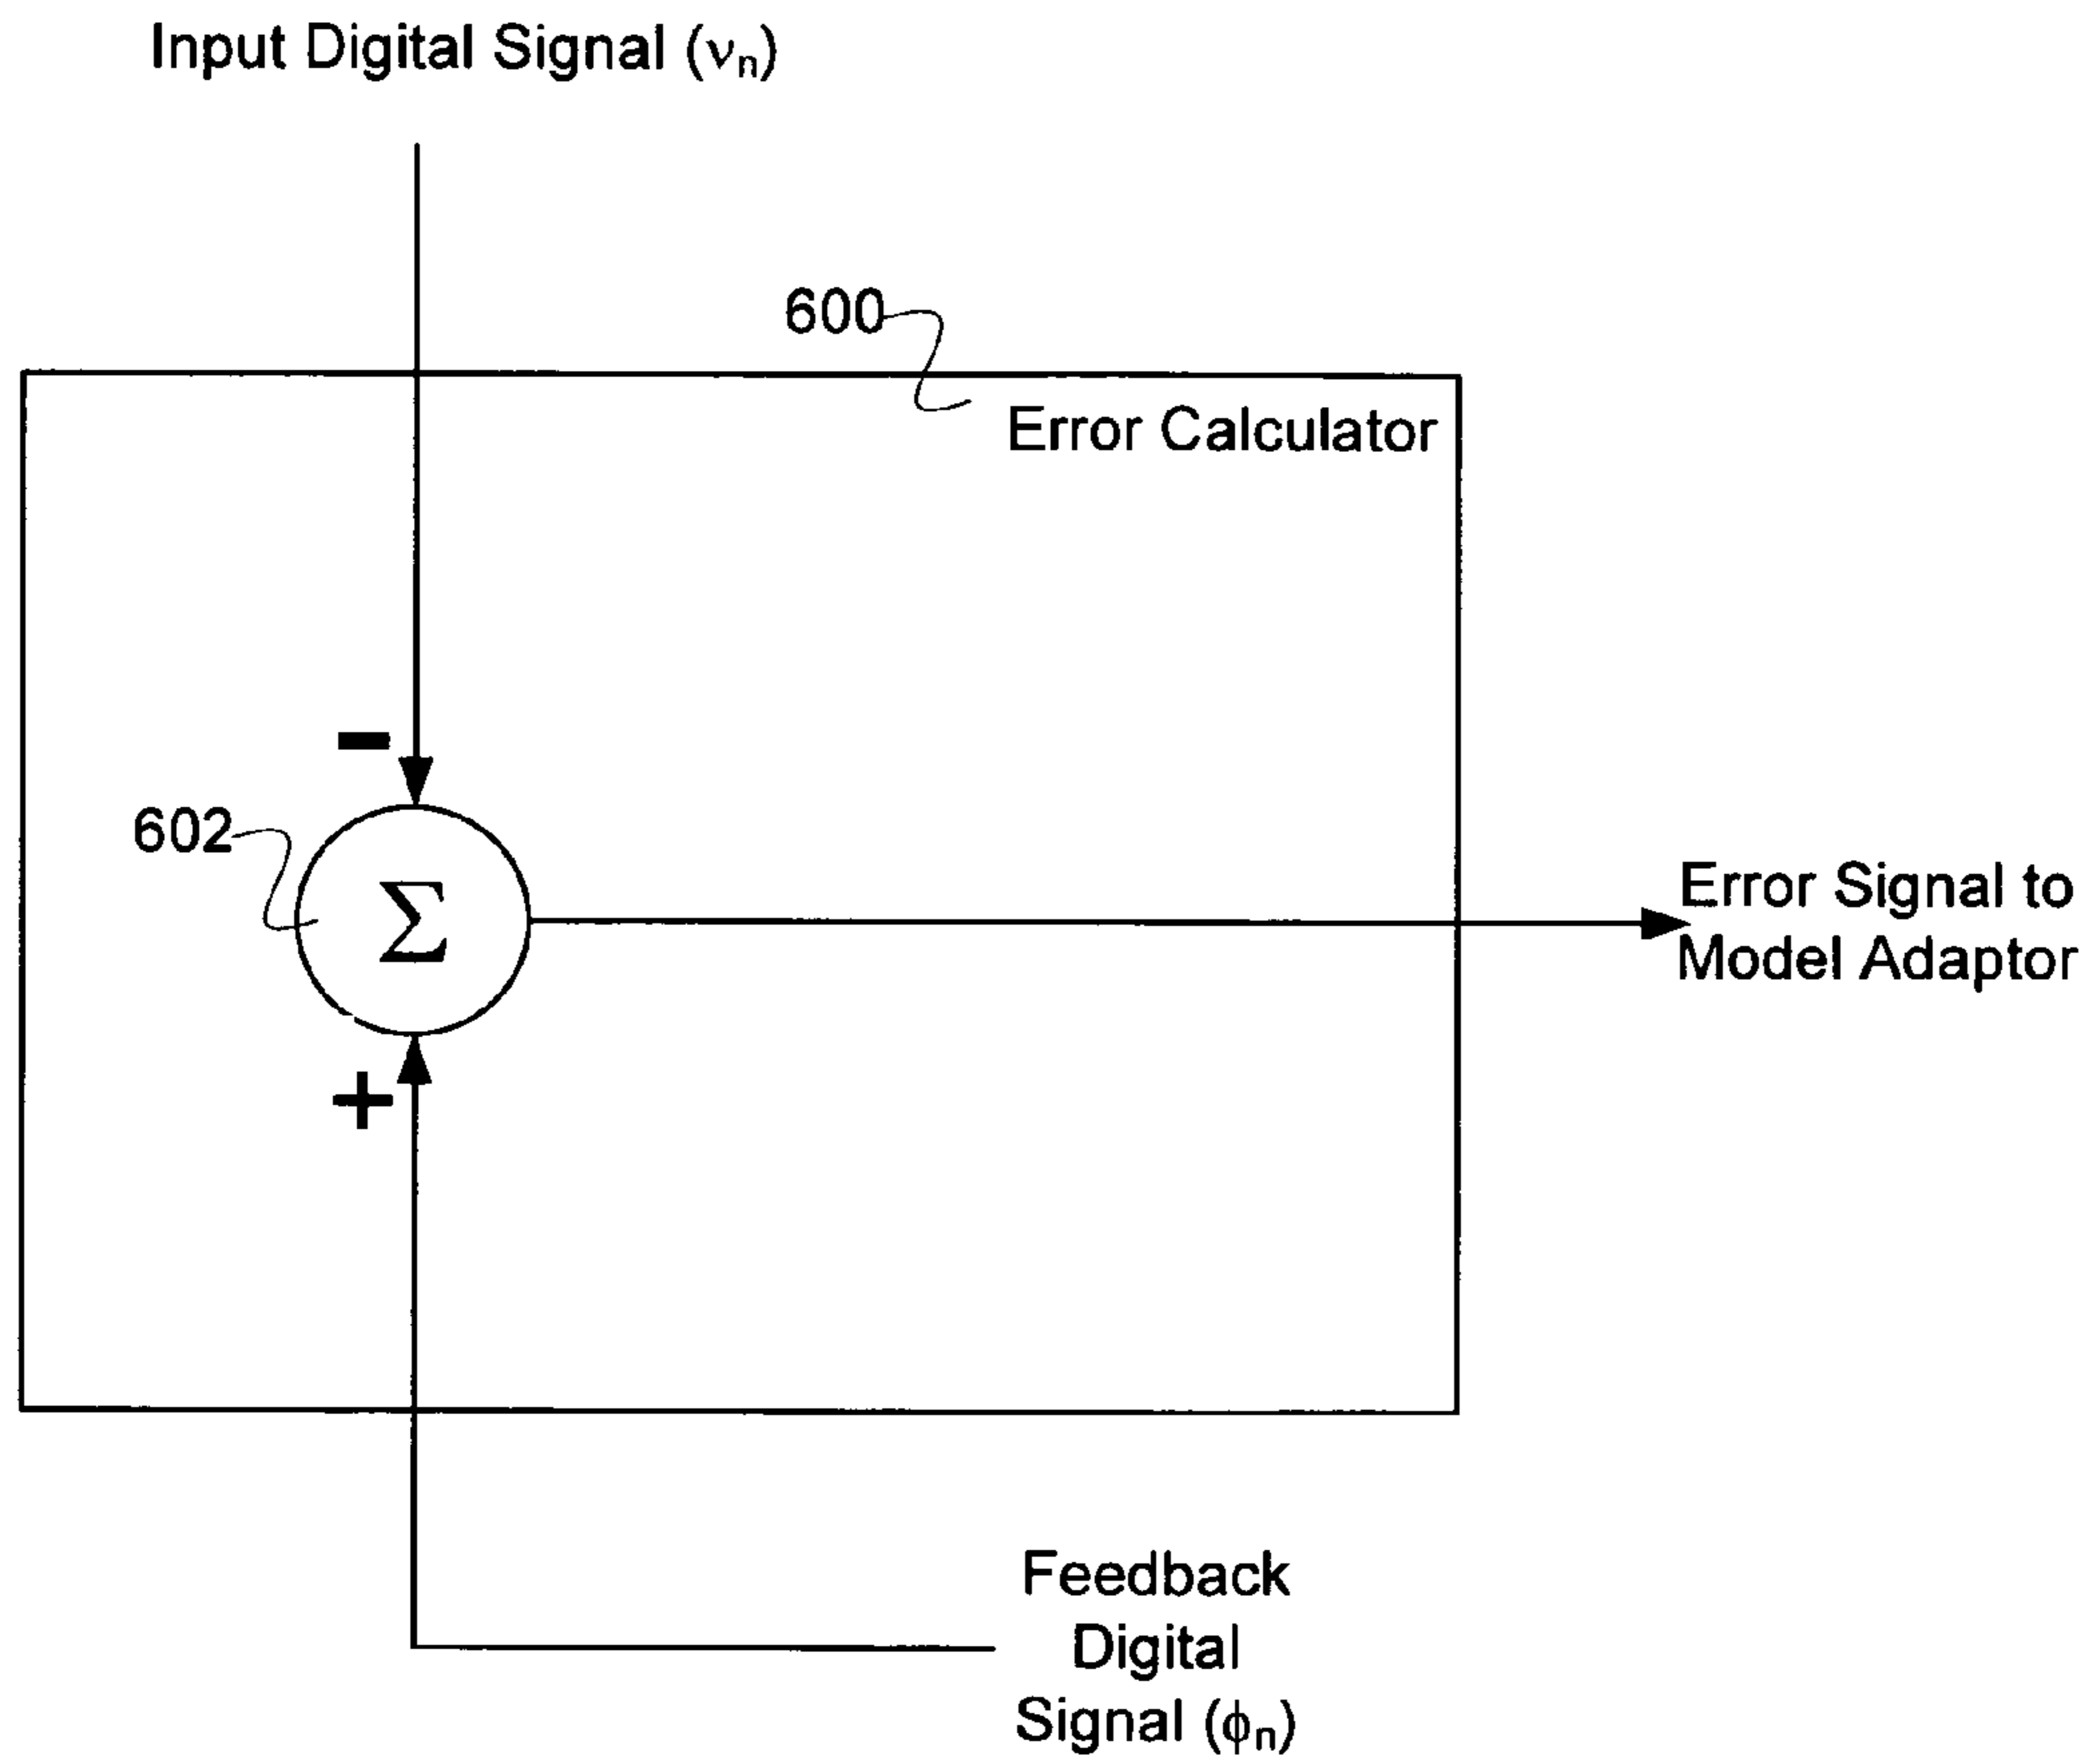 Input Digital Signal (νn)
600
Error Calculator
−
602
Σ
Error Signal to
Model Adaptor
+
Feedback
Digital
Signal (ϕn)